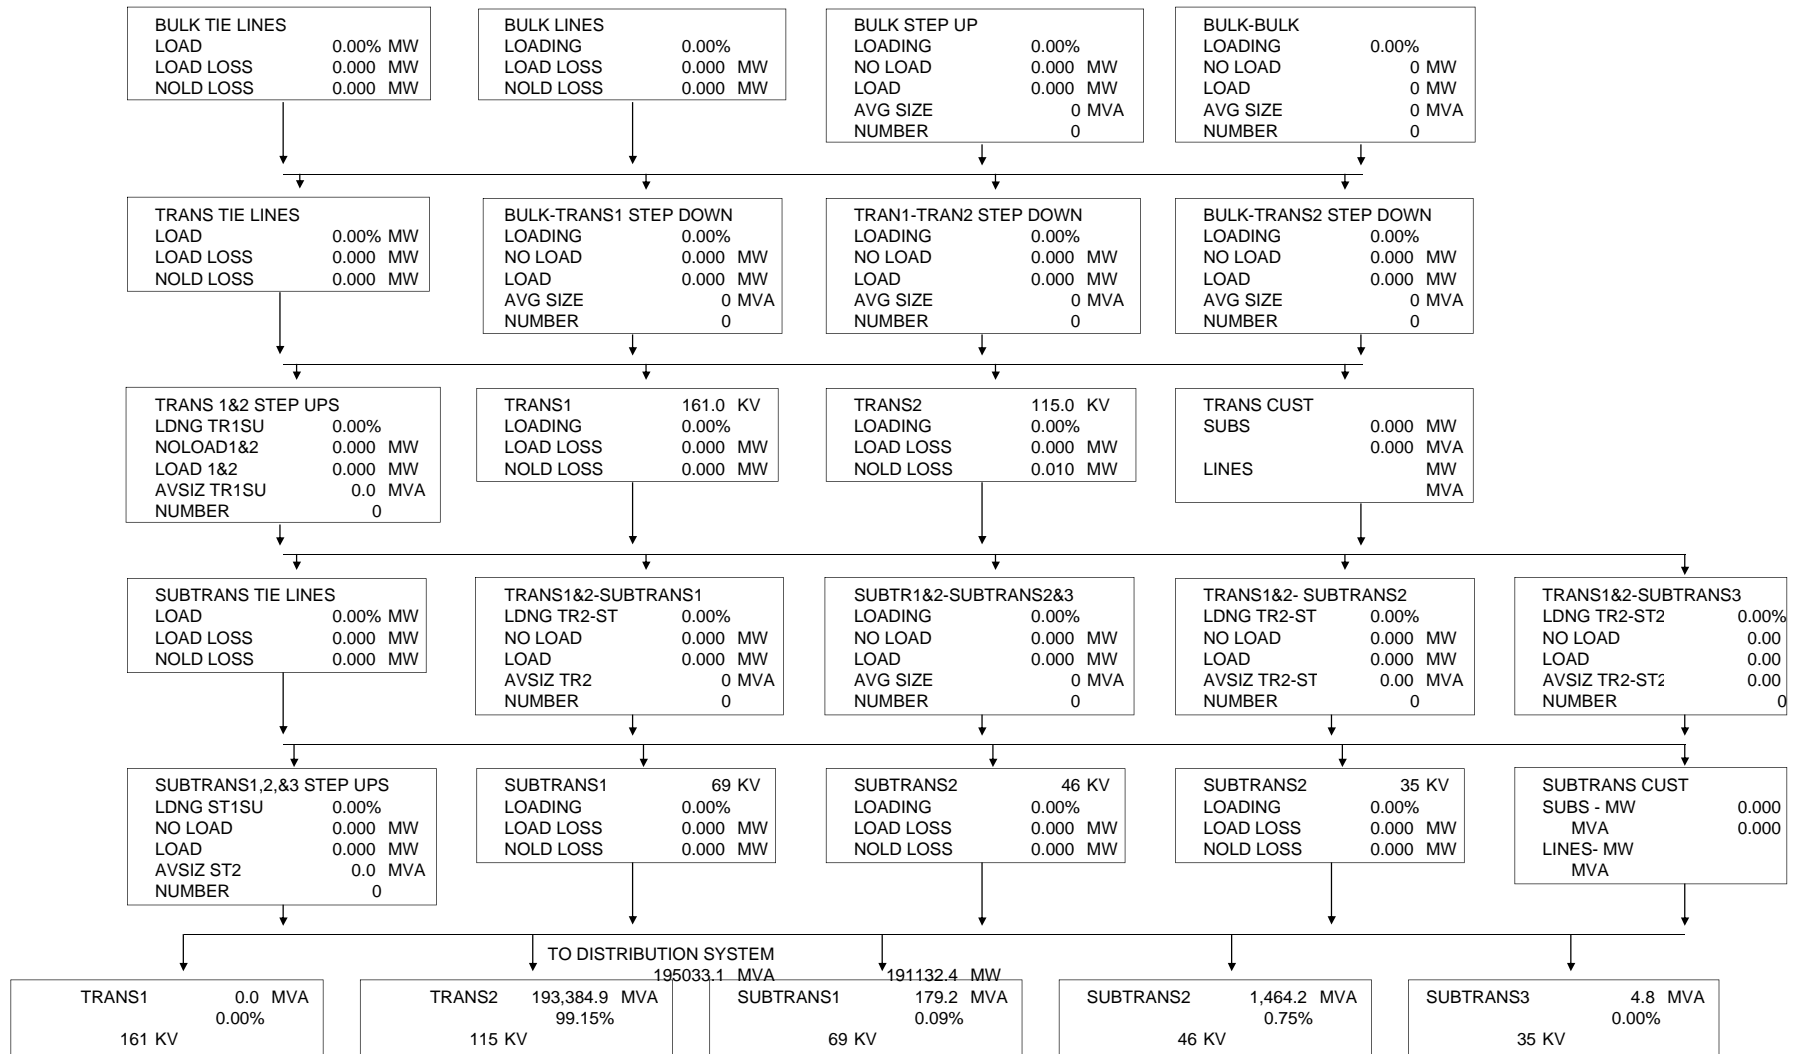 BULK TIE LINES
LOAD 0.00% MW
LOAD LOSS 0.000 MW
NOLD LOSS 0.000 MW
BULK LINES
LOADING 0.00%
LOAD LOSS 0.000 MW
NOLD LOSS 0.000 MW
BULK STEP UP
LOADING 0.00%
NO LOAD 0.000 MW
LOAD 0.000 MW
AVG SIZE 0 MVA
NUMBER 0
BULK-BULK
LOADING 0.00%
NO LOAD 0 MW
LOAD 0 MW
AVG SIZE 0 MVA
NUMBER 0
TRANS TIE LINES
LOAD 0.00% MW
LOAD LOSS 0.000 MW
NOLD LOSS 0.000 MW
BULK-TRANS1 STEP DOWN
LOADING 0.00%
NO LOAD 0.000 MW
LOAD 0.000 MW
AVG SIZE 0 MVA
NUMBER 0
TRAN1-TRAN2 STEP DOWN
LOADING 0.00%
NO LOAD 0.000 MW
LOAD 0.000 MW
AVG SIZE 0 MVA
NUMBER 0
BULK-TRANS2 STEP DOWN
LOADING 0.00%
NO LOAD 0.000 MW
LOAD 0.000 MW
AVG SIZE 0 MVA
NUMBER 0
TRANS 1&2 STEP UPS
LDNG TR1SU 0.00%
NOLOAD1&2 0.000 MW
LOAD 1&2 0.000 MW
AVSIZ TR1SU 0.0 MVA
NUMBER 0
TRANS1 161.0 KV
LOADING 0.00%
LOAD LOSS 0.000 MW
NOLD LOSS 0.000 MW
TRANS2 115.0 KV
LOADING 0.00%
LOAD LOSS 0.000 MW
NOLD LOSS 0.010 MW
TRANS CUST
SUBS 0.000 MW
0.000 MVA
LINES MW
MVA
SUBTRANS TIE LINES
LOAD 0.00% MW
LOAD LOSS 0.000 MW
NOLD LOSS 0.000 MW
TRANS1&2-SUBTRANS1
LDNG TR2-ST 0.00%
NO LOAD 0.000 MW
LOAD 0.000 MW
AVSIZ TR2 0 MVA
NUMBER 0
SUBTR1&2-SUBTRANS2&3
LOADING 0.00%
NO LOAD 0.000 MW
LOAD 0.000 MW
AVG SIZE 0 MVA
NUMBER 0
TRANS1&2- SUBTRANS2
LDNG TR2-ST 0.00%
NO LOAD 0.000 MW
LOAD 0.000 MW
AVSIZ TR2-ST 0.00 MVA
NUMBER 0
TRANS1&2-SUBTRANS3
LDNG TR2-ST2 0.00%
NO LOAD 0.00
LOAD 0.00
AVSIZ TR2-ST2 0.00
NUMBER 0
SUBTRANS1,2,&3 STEP UPS
LDNG ST1SU 0.00%
NO LOAD 0.000 MW
LOAD 0.000 MW
AVSIZ ST2 0.0 MVA
NUMBER 0
SUBTRANS1 69 KV
LOADING 0.00%
LOAD LOSS 0.000 MW
NOLD LOSS 0.000 MW
SUBTRANS2 46 KV
LOADING 0.00%
LOAD LOSS 0.000 MW
NOLD LOSS 0.000 MW
SUBTRANS2 35 KV
LOADING 0.00%
LOAD LOSS 0.000 MW
NOLD LOSS 0.000 MW
SUBTRANS CUST
SUBS - MW 0.000
MVA 0.000
LINES- MW
MVA
TO DISTRIBUTION SYSTEM
195033.1 MVA 191132.4 MW
TRANS1 0.0 MVA
0.00%
161 KV
TRANS2 193,384.9 MVA
99.15%
115 KV
SUBTRANS1 179.2 MVA
0.09%
69 KV
SUBTRANS2 1,464.2 MVA
0.75%
46 KV
SUBTRANS3 4.8 MVA
0.00%
35 KV